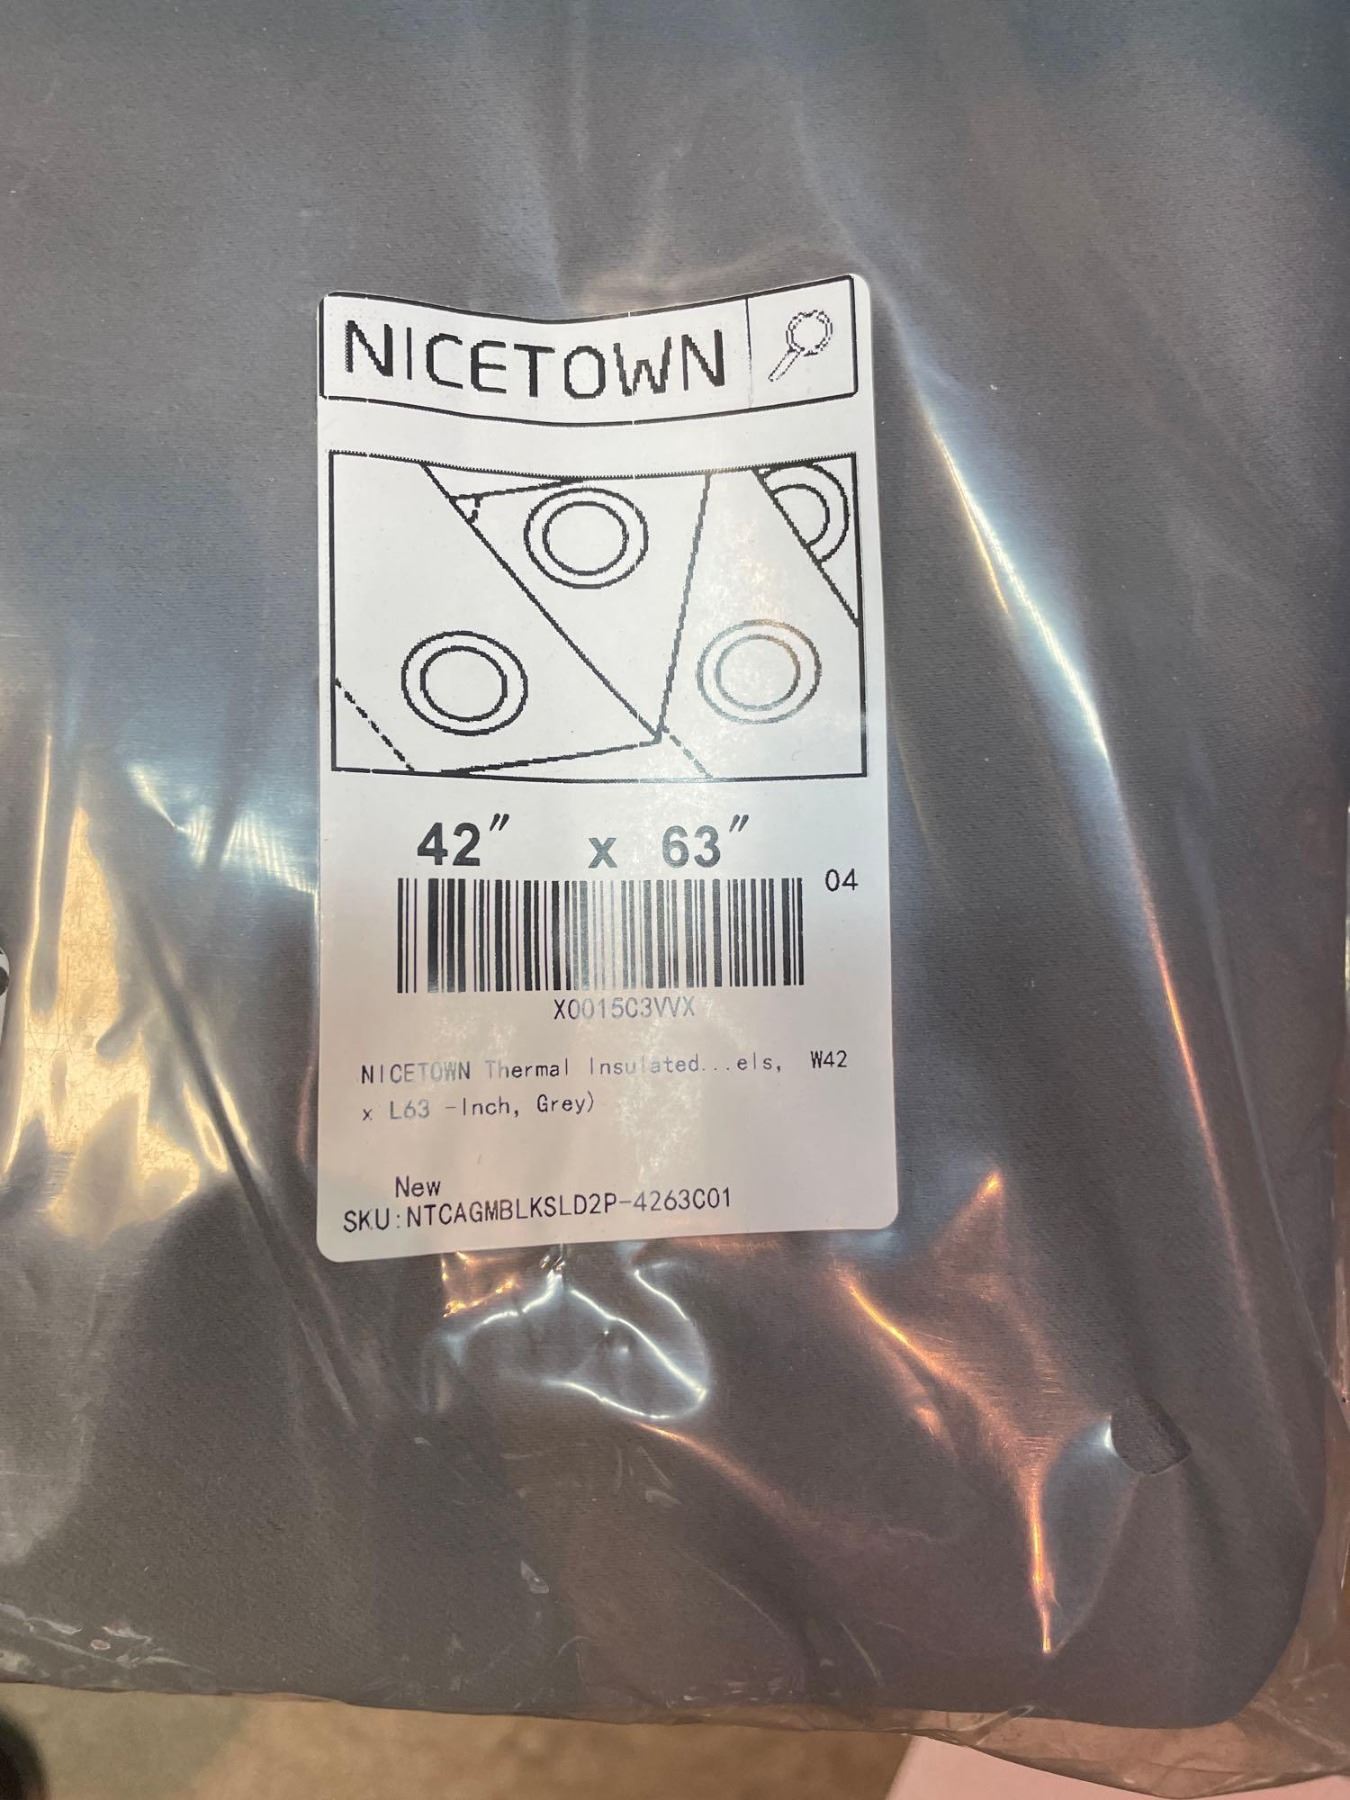 NICETOWN
42" x 63"
04
X0015C3VVX
NICETOWN Thermal Insulated...els, W42
x L63 -Inch, Grey)
New
SKU:NTCAGMBLKSLD2P-4263C01